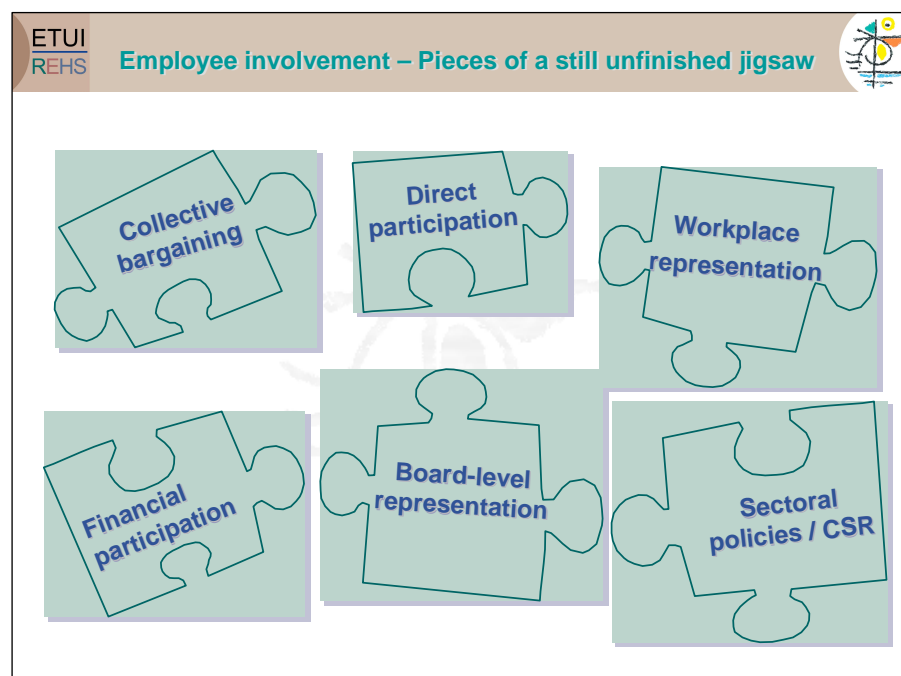 ETUI
REHS
Employee involvement – Pieces of a still unfinished jigsaw
Collective
bargaining
Direct
participation
Workplace
representation
Financial
participation
Board-level
representation
Sectoral
policies / CSR